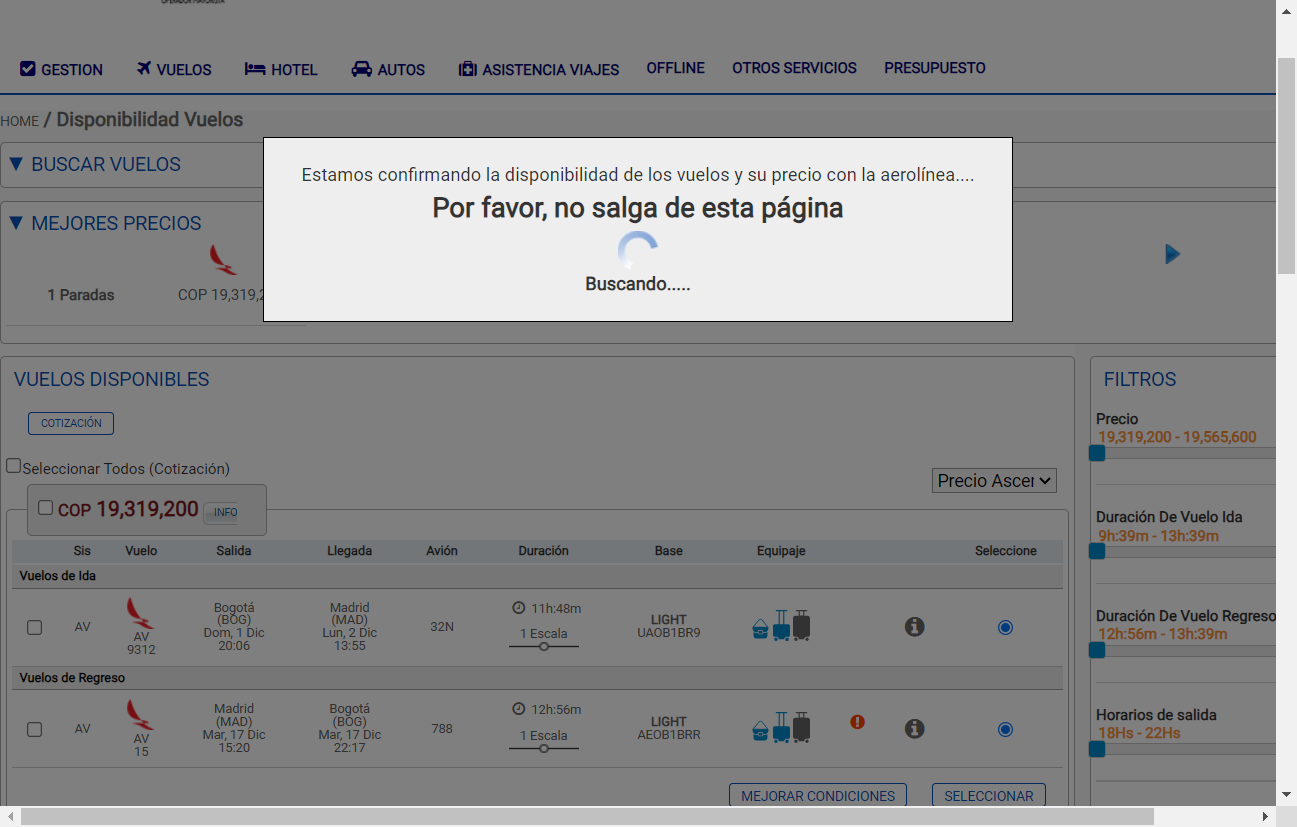 OPERADOR MAYORISTA
GESTION VUELOS HOTEL AUTOS ASISTENCIA VIAJES OFFLINE OTROS SERVICIOS PRESUPUESTO
HOME / Disponibilidad Vuelos
BUSCAR VUELOS
Estamos confirmando la disponibilidad de los vuelos y su precio con la aerolínea....
Por favor, no salga de esta página
Buscando.....
MEJORES PRECIOS
1 Paradas COP 19,319,2
VUELOS DISPONIBLES
COTIZACIÓN
Seleccionar Todos (Cotización)
Precio Ascer
COP 19,319,200 INFO
Sis Vuelo Salida Llegada Avión Duración Base Equipaje Seleccione
Vuelos de Ida
AV
AV
9312
Bogotá
(BOG)
Dom, 1 Dic
20:06
Madrid
(MAD)
Lun, 2 Dic
13:55
32N
11h:48m
1 Escala
LIGHT
UAOB1BR9
Vuelos de Regreso
AV
AV
15
Madrid
(MAD)
Mar, 17 Dic
15:20
Bogotá
(BOG)
Mar, 17 Dic
22:17
788
12h:56m
1 Escala
LIGHT
AEOB1BRR
MEJORAR CONDICIONES SELECCIONAR
FILTROS
Precio
19,319,200 - 19,565,600
Duración De Vuelo Ida
9h:39m - 13h:39m
Duración De Vuelo Regreso
12h:56m - 13h:39m
Horarios de salida
18Hs - 22Hs